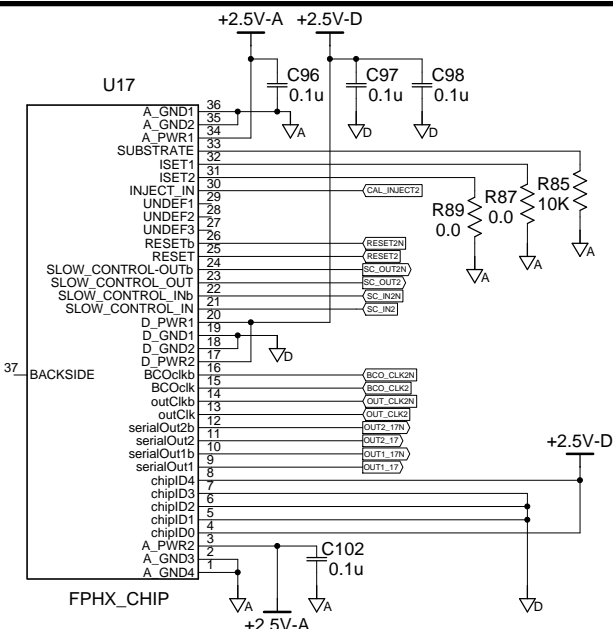 +2.5V-A +2.5V-D
U17
C96
0.1u
C97
0.1u
C98
0.1u
A
D
D
A_GND1 36
A_GND2 35
A_PWR1 34
SUBSTRATE 33
ISET1 32
ISET2 31
INJECT_IN 30 CAL_INJECT2
UNDEF1 29
UNDEF2 28
UNDEF3 27
RESETb 26 RESET2N
RESET 25 RESET2
SLOW_CONTROL-OUTb 24 SC_OUT2N
SLOW_CONTROL_OUT 23 SC_OUT2
SLOW_CONTROL_INb 22 SC_IN2N
SLOW_CONTROL_IN 21 SC_IN2
D_PWR1 20
D_GND1 19
D_GND2 18
D_PWR2 17
BCOclkb 16 BCO_CLK2N
BCOclk 15 BCO_CLK2
outClkb 14 OUT_CLK2N
outClk 13 OUT_CLK2
serialOut2b 12 OUT2_17N
serialOut2 11 OUT2_17
serialOut1b 10 OUT1_17N
serialOut1 9 OUT1_17
chipID4 8
chipID3 7
chipID2 6
chipID1 5
chipID0 4
A_PWR2 3
A_GND3 2
A_GND4 1
37 BACKSIDE
R89
0.0
R87
0.0
R85
10K
A
A
A
D
+2.5V-D
C102
0.1u
FPHX_CHIP
A
A
D
+2.5V-A